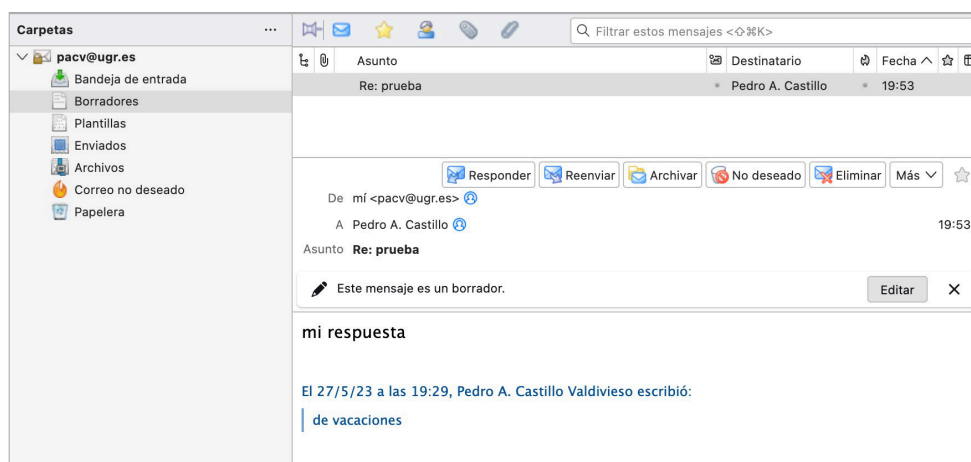 Carpetas ...
pacv@ugr.es
Bandeja de entrada
Borradores
Plantillas
Enviados
Archivos
Correo no deseado
Papelera
Filtrar estos mensajes <⇧⌘K>
Asunto Destinatario Fecha
Re: prueba Pedro A. Castillo 19:53
Responder Reenviar Archivar No deseado Eliminar Más
De mí <pacv@ugr.es>
A Pedro A. Castillo 19:53
Asunto Re: prueba
Este mensaje es un borrador. Editar
mi respuesta
El 27/5/23 a las 19:29, Pedro A. Castillo Valdivieso escribió:
de vacaciones